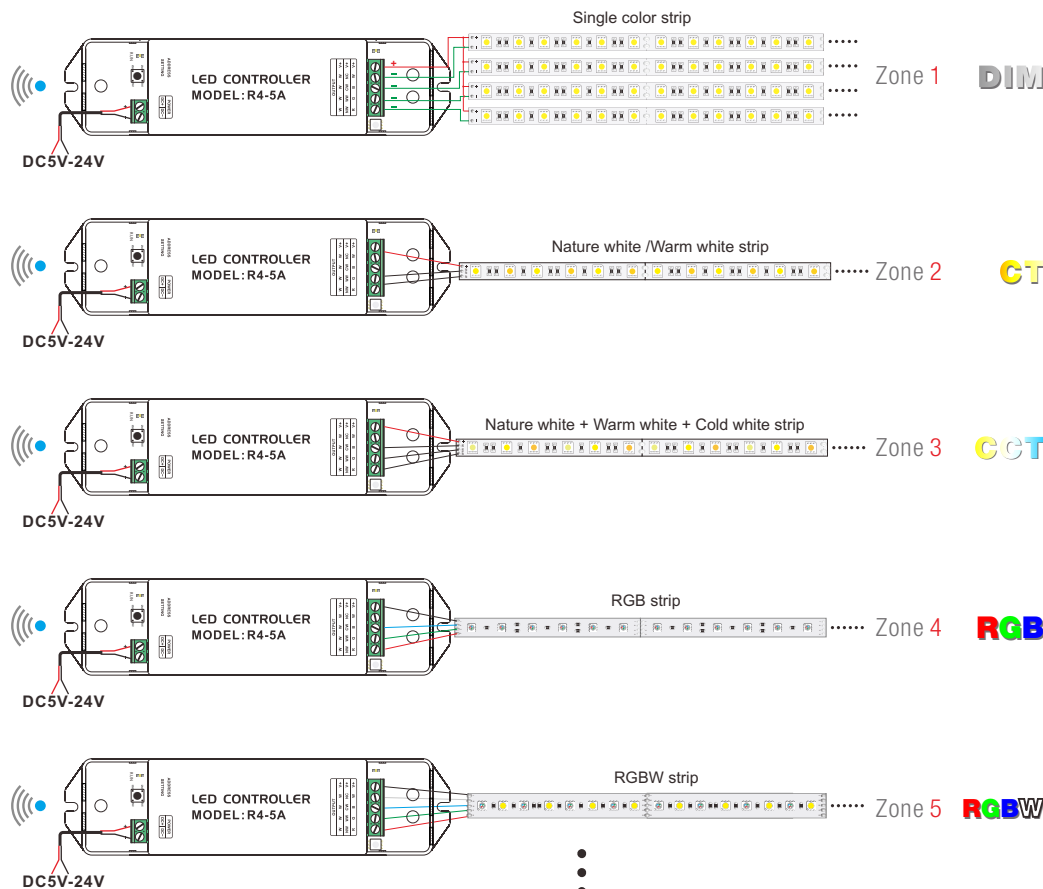 Single color strip
LED CONTROLLER
MODEL:R4-5A
Zone 1
DIM
DC5V-24V
Nature white /Warm white strip
LED CONTROLLER
MODEL:R4-5A
Zone 2
CT
DC5V-24V
Nature white + Warm white + Cold white strip
LED CONTROLLER
MODEL:R4-5A
Zone 3
CCT
DC5V-24V
RGB strip
LED CONTROLLER
MODEL:R4-5A
Zone 4
RGB
DC5V-24V
RGBW strip
LED CONTROLLER
MODEL:R4-5A
Zone 5
RGBW
DC5V-24V